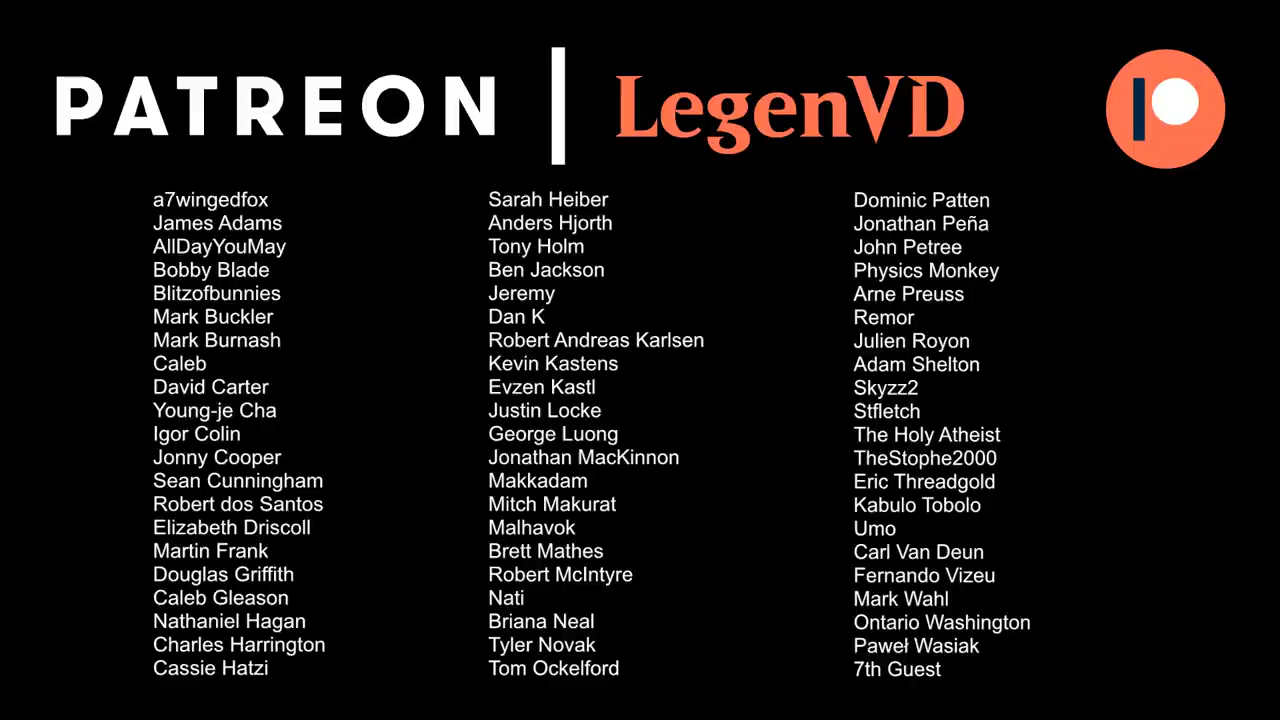 PATREON | LegenVD
a7wingedfox
James Adams
AllDayYouMay
Bobby Blade
Blitzofbunnies
Mark Buckler
Mark Burnash
Caleb
David Carter
Young-je Cha
Igor Colin
Jonny Cooper
Sean Cunningham
Robert dos Santos
Elizabeth Driscoll
Martin Frank
Douglas Griffith
Caleb Gleason
Nathaniel Hagan
Charles Harrington
Cassie Hatzi
Sarah Heiber
Anders Hjorth
Tony Holm
Ben Jackson
Jeremy
Dan K
Robert Andreas Karlsen
Kevin Kastens
Evzen Kastl
Justin Locke
George Luong
Jonathan MacKinnon
Makkadam
Mitch Makurat
Malhavok
Brett Mathes
Robert McIntyre
Nati
Briana Neal
Tyler Novak
Tom Ockelford
Dominic Patten
Jonathan Peña
John Petree
Physics Monkey
Arne Preuss
Remor
Julien Royon
Adam Shelton
Skyzz2
Stfletch
The Holy Atheist
TheStophe2000
Eric Threadgold
Kabulo Tobolo
Umo
Carl Van Deun
Fernando Vizeu
Mark Wahl
Ontario Washington
Paweł Wasiak
7th Guest